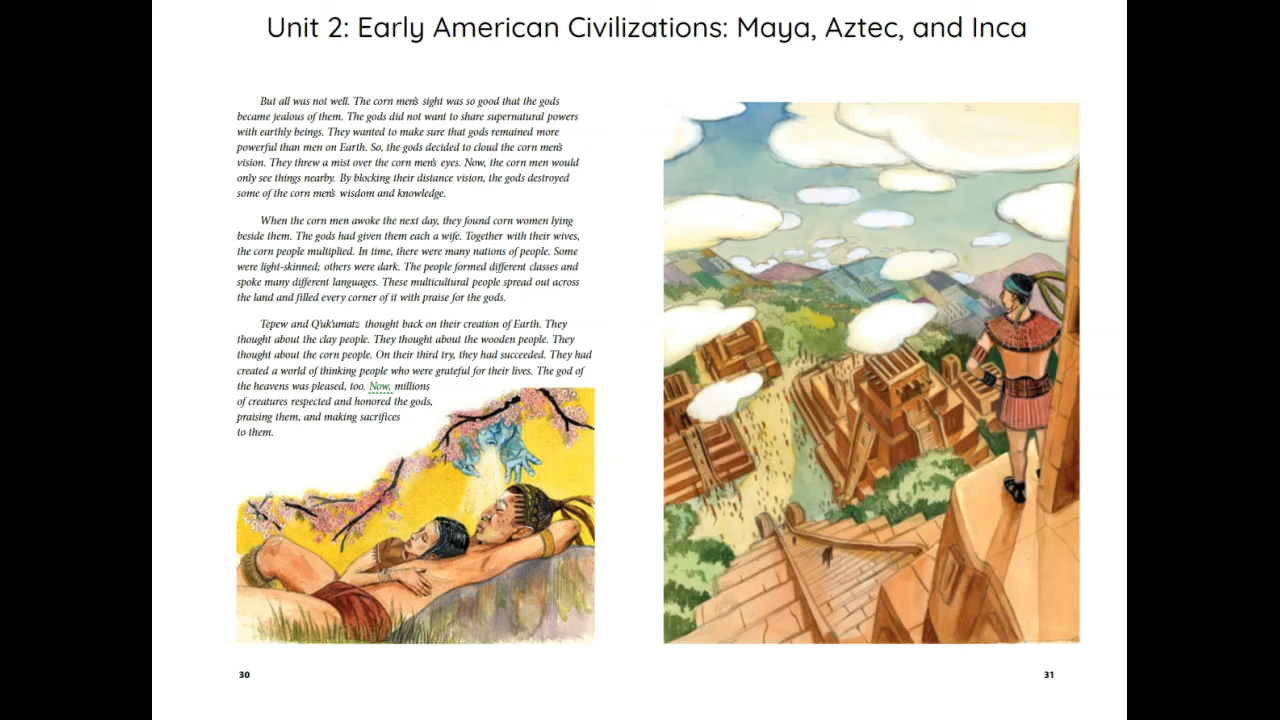 Unit 2: Early American Civilizations: Maya, Aztec, and Inca
But all was not well. The corn men's sight was so good that the gods
became jealous of them. The gods did not want to share supernatural powers
with earthly beings. They wanted to make sure that gods remained more
powerful than men on Earth. So, the gods decided to cloud the corn men's
vision. They threw a mist over the corn men's eyes. Now, the corn men would
only see things nearby. By blocking their distance vision, the gods destroyed
some of the corn men's wisdom and knowledge.
When the corn men awoke the next day, they found corn women lying
beside them. The gods had given them each a wife. Together with their wives,
the corn people multiplied. In time, there were many nations of people. Some
were light-skinned; others were dark. The people formed different classes and
spoke many different languages. These multicultural people spread out across
the land and filled every corner of it with praise for the gods.
Tepew and Q'uk'umatz thought back on their creation of Earth. They
thought about the clay people. They thought about the wooden people. They
thought about the corn people. On their third try, they had succeeded. They had
created a world of thinking people who were grateful for their lives. The god of
the heavens was pleased, too. Now, millions
of creatures respected and honored the gods,
praising them, and making sacrifices
to them.
30
31